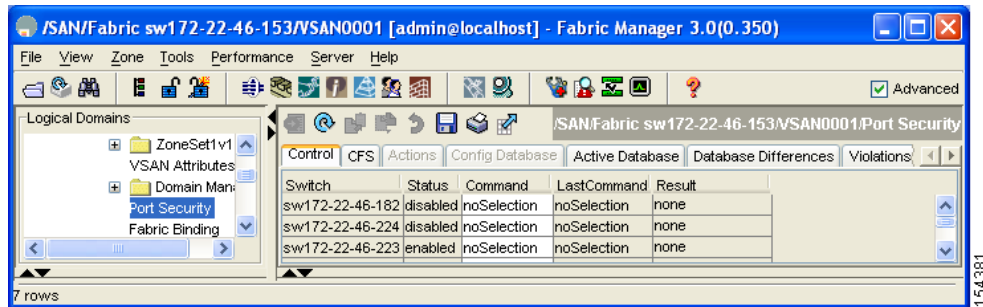 /SAN/Fabric sw172-22-46-153/VSAN0001 [admin@localhost] - Fabric Manager 3.0(0.350)
File View Zone Tools Performance Server Help
Advanced
Logical Domains
/SAN/Fabric sw172-22-46-153/VSAN0001/Port Security
ZoneSet1v1
VSAN Attributes
Domain Man
Port Security
Fabric Binding
Control CFS Actions Config Database Active Database Database Differences Violations
Switch Status Command LastCommand Result
sw172-22-46-182 disabled noSelection noSelection none
sw172-22-46-224 disabled noSelection noSelection none
sw172-22-46-223 enabled noSelection noSelection none
7 rows
154381